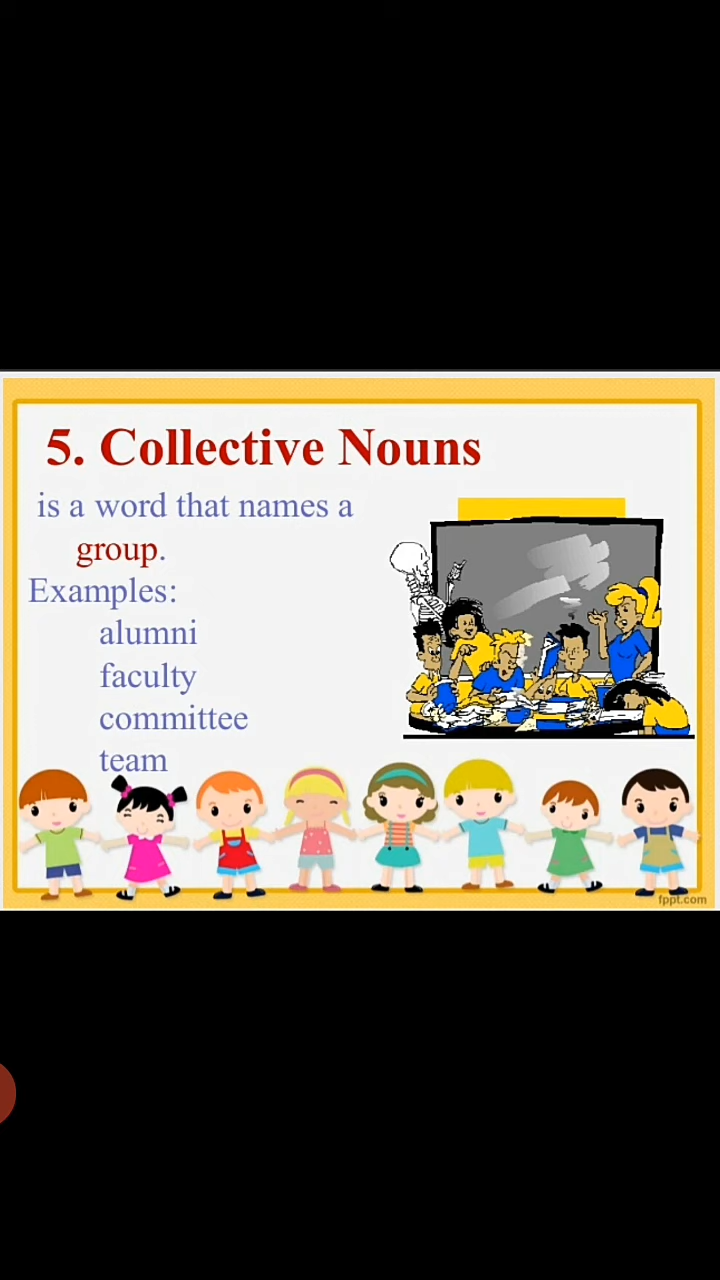 5. Collective Nouns
is a word that names a
group.
Examples:
alumni
faculty
committee
team
fppt.com